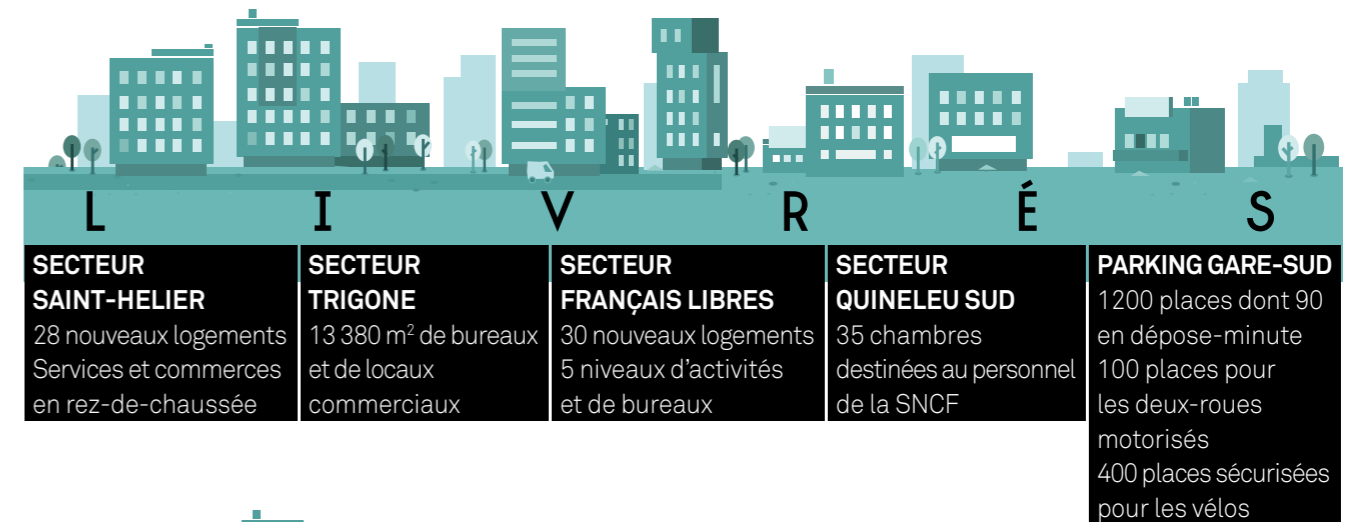 LIVRÉS
SECTEUR
SAINT-HELIER
28 nouveaux logements
Services et commerces
en rez-de-chaussée
SECTEUR
TRIGONE
13 380 m² de bureaux
et de locaux
commerciaux
SECTEUR
FRANÇAIS LIBRES
30 nouveaux logements
5 niveaux d’activités
et de bureaux
SECTEUR
QUINELEU SUD
35 chambres
destinées au personnel
de la SNCF
PARKING GARE-SUD
1200 places dont 90
en dépose-minute
100 places pour
les deux-roues
motorisés
400 places sécurisées
pour les vélos